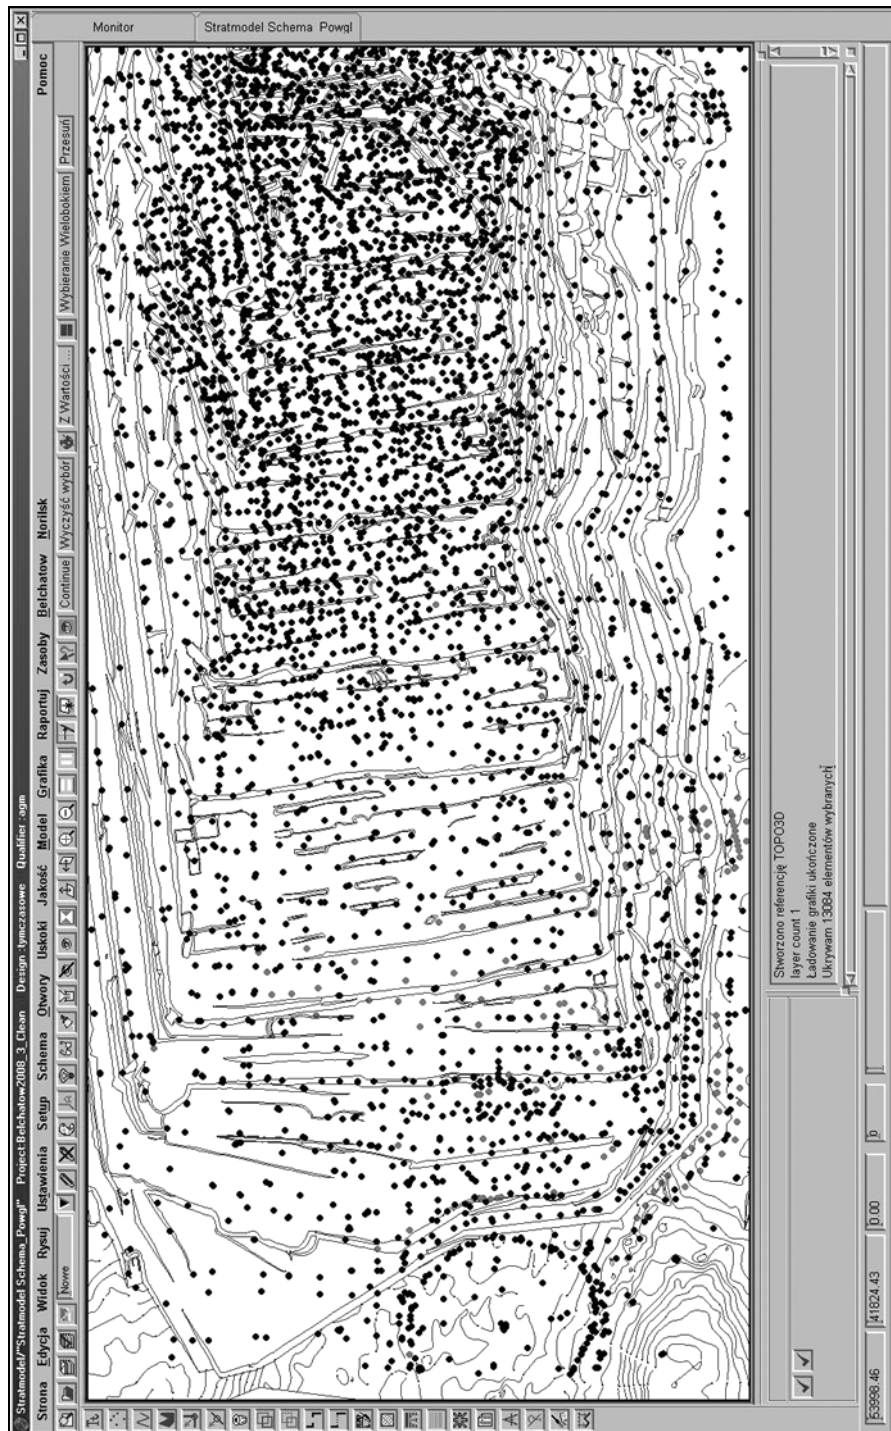 Stratmodel/"Stratmodel Schema_Powgl" Project:Belchatow2008_3_Clean Design :tymczasowe Qualifier :agm
Strona Edycja Widok Rysuj Ustawienia Setup Schema Otwory Uskoki Jakość Model Grafika Raportuj Zasoby Belchatow Norilsk Pomoc
Nowe Continue Wyczyść wybór Z Wartości ... Wybieranie Wielobokiem Przesuń
Monitor Stratmodel Schema Powgl
Stworzono referencję TOPO3D
layer count 1
Ładowanie grafiki ukończone
Ukrywam 13084 elementów wybranych
53998.46 41824.43 0.00 0